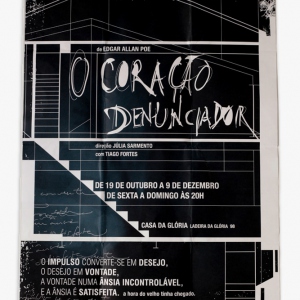 de EDGAR ALLAN POE
O CORAÇÃO
DENUNCIADOR
direção JÚLIA SARMENTO
com TIAGO FORTES
DE 19 DE OUTUBRO A 9 DE DEZEMBRO
DE SEXTA A DOMINGO ÀS 20H
CASA DA GLÓRIA LADEIRA DA GLÓRIA 98
O IMPULSO CONVERTE-SE EM DESEJO,
O DESEJO EM VONTADE,
A VONTADE NUMA ÂNSIA INCONTROLÁVEL,
E A ÂNSIA É SATISFEITA. a hora do velho tinha chegado.